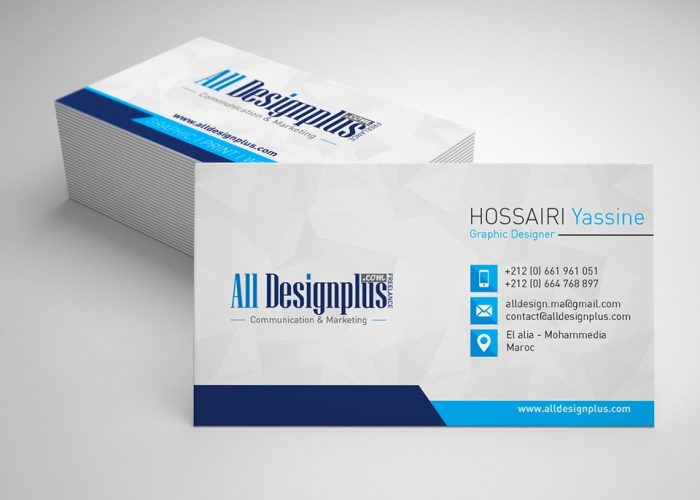 All Designplus
.com
FREELANCE
Communication & Marketing
www.alldesignplus.com
GRAPHIC | PRINT | W
HOSSAIRI Yassine
Graphic Designer
+212 (0) 661 961 051
+212 (0) 664 768 897
alldesign.ma@gmail.com
contact@alldesignplus.com
El alia - Mohammedia
Maroc
All Designplus
.com
FREELANCE
Communication & Marketing
www.alldesignplus.com